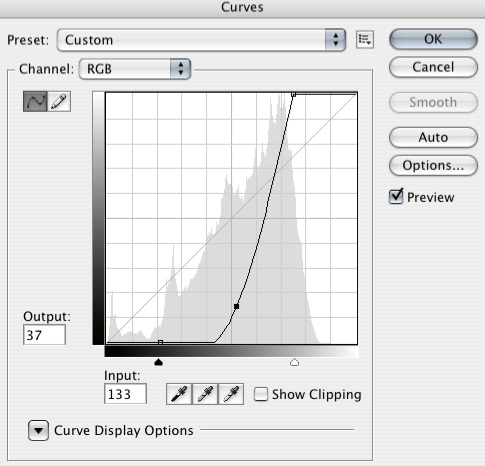 Curves
Preset: Custom
OK
Channel: RGB
Cancel
Smooth
Auto
Options...
Preview
Output:
37
Input:
133
Show Clipping
Curve Display Options